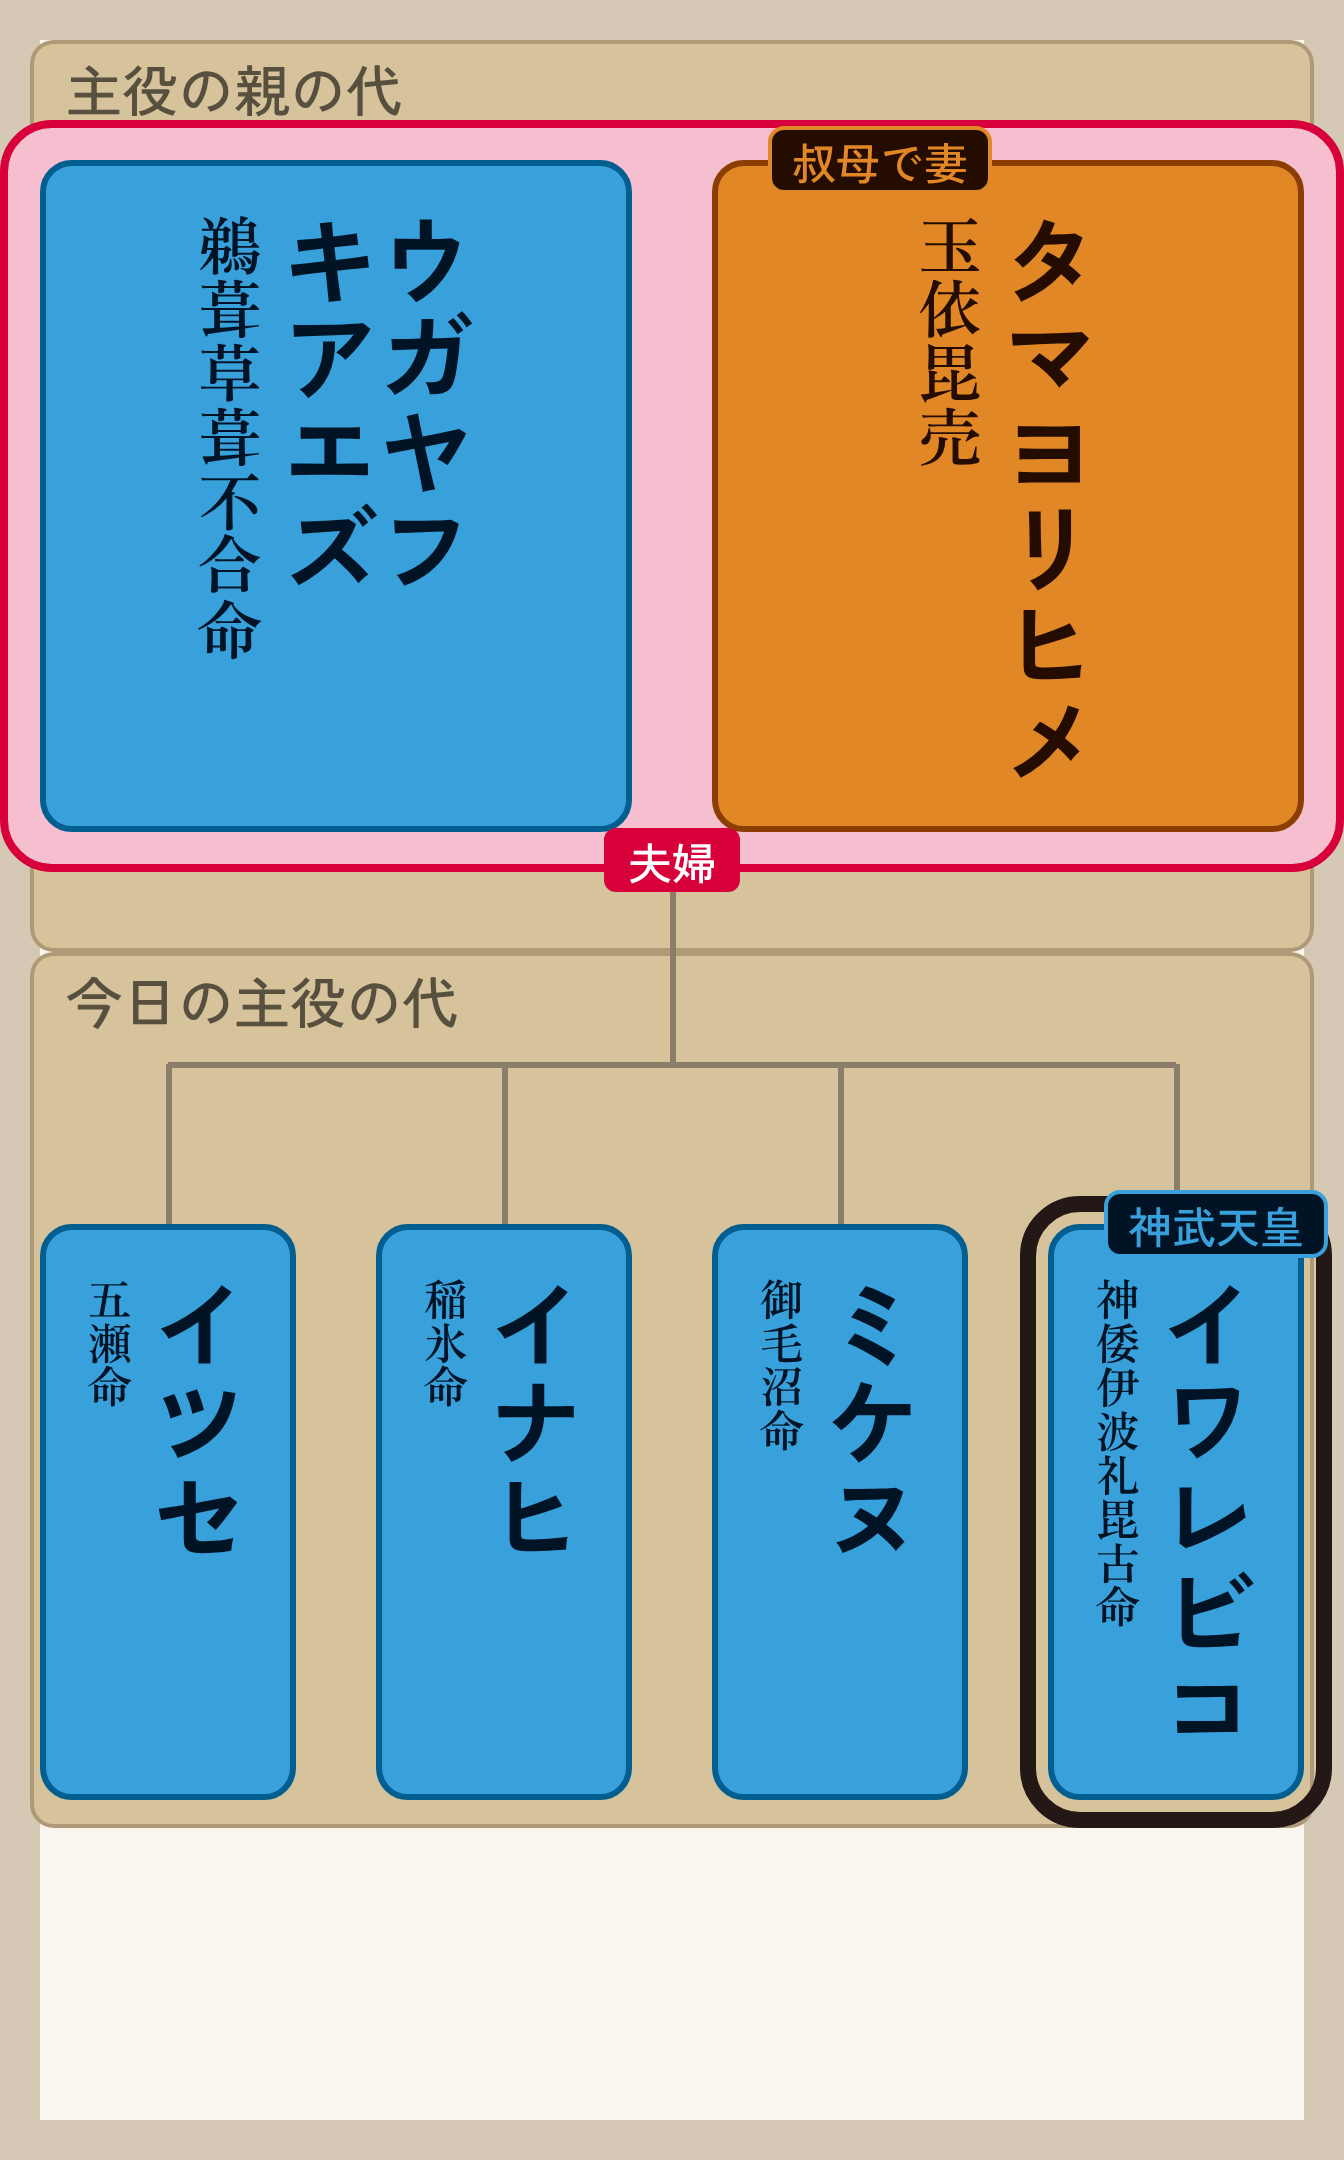 主役の親の代
叔母で妻
タマヨリヒメ
玉依毘売
ウガヤフ
キアエズ
鵜葺草葺不合命
夫婦
今日の主役の代
神武天皇
イワレビコ
神倭伊波礼毘古命
ミケヌ
御毛沼命
イナヒ
稲氷命
イツセ
五瀬命